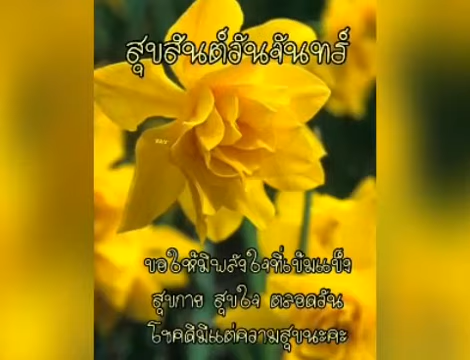 สุขสันต์วันจันทร์
ขอให้มีพลังใจที่เข้มแข็ง
สุขกาย สุขใจ ตลอดวัน
โชคดีมีแต่ความสุขนะคะ